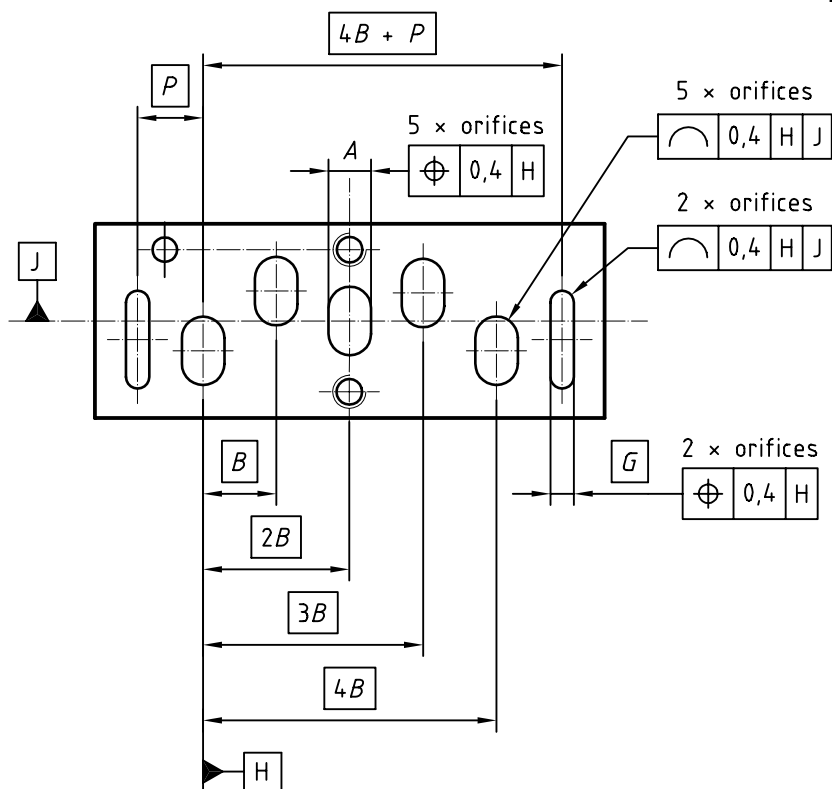 4B + P
P
5 × orifices
0,4 H J
5 × orifices
A
0,4 H
2 × orifices
0,4 H J
J
B
G
2 × orifices
0,4 H
2B
3B
4B
H